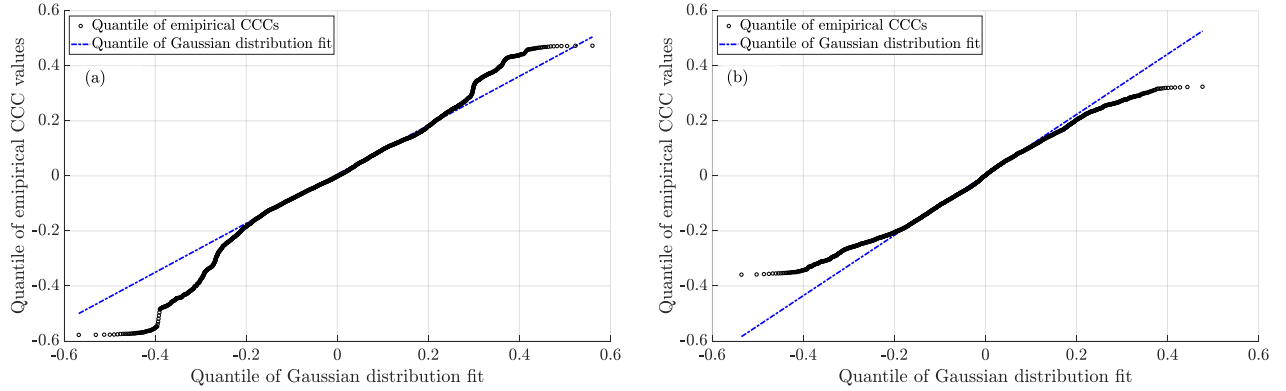 Quantile of emipirical CCCs
Quantile of Gaussian distribution fit
(a)
Quantile of emipirical CCC values
0.6
0.4
0.2
0
-0.2
-0.4
-0.6
-0.6 -0.4 -0.2 0 0.2 0.4 0.6
Quantile of Gaussian distribution fit
Quantile of emipirical CCCs
Quantile of Gaussian distribution fit
(b)
Quantile of emipirical CCC values
0.6
0.4
0.2
0
-0.2
-0.4
-0.6
-0.6 -0.4 -0.2 0 0.2 0.4 0.6
Quantile of Gaussian distribution fit